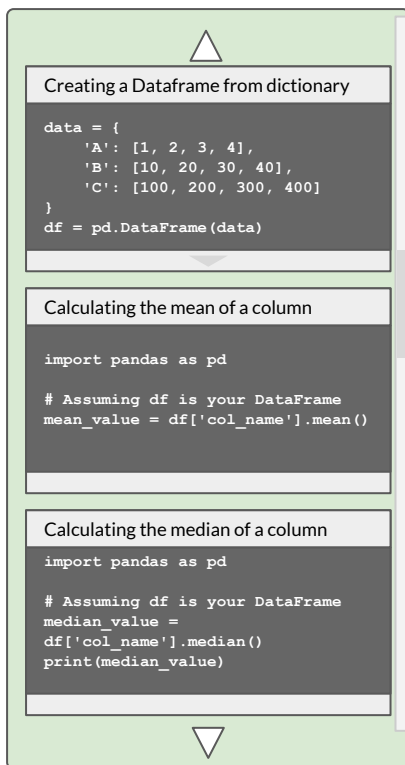 Creating a Dataframe from dictionary
data = {
    'A': [1, 2, 3, 4],
    'B': [10, 20, 30, 40],
    'C': [100, 200, 300, 400]
}
df = pd.DataFrame(data)
Calculating the mean of a column
import pandas as pd
# Assuming df is your DataFrame
mean_value = df['col_name'].mean()
Calculating the median of a column
import pandas as pd
# Assuming df is your DataFrame
median_value =
df['col_name'].median()
print(median_value)